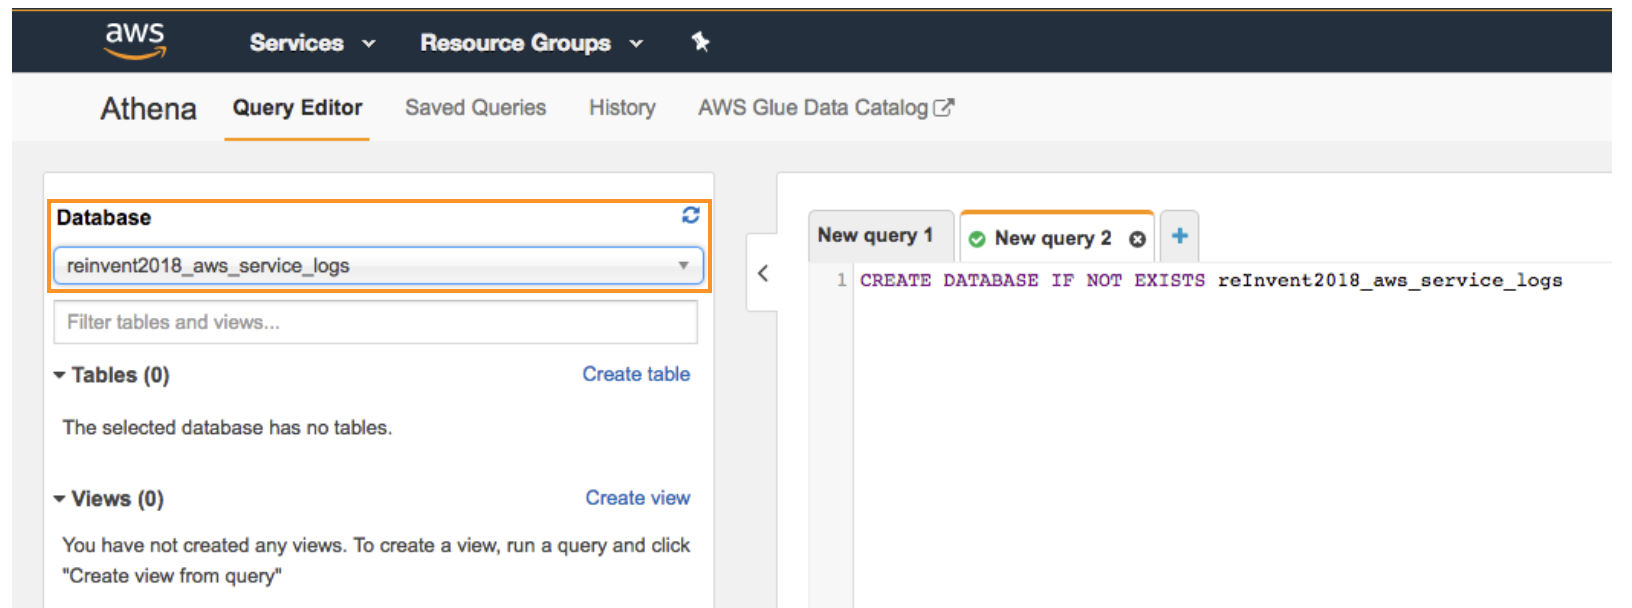 aws Services Resource Groups
Athena Query Editor Saved Queries History AWS Glue Data Catalog
Database
reinvent2018_aws_service_logs
Filter tables and views...
Tables (0) Create table
The selected database has no tables.
Views (0) Create view
You have not created any views. To create a view, run a query and click
"Create view from query"
New query 1 New query 2 +
1 CREATE DATABASE IF NOT EXISTS reInvent2018_aws_service_logs